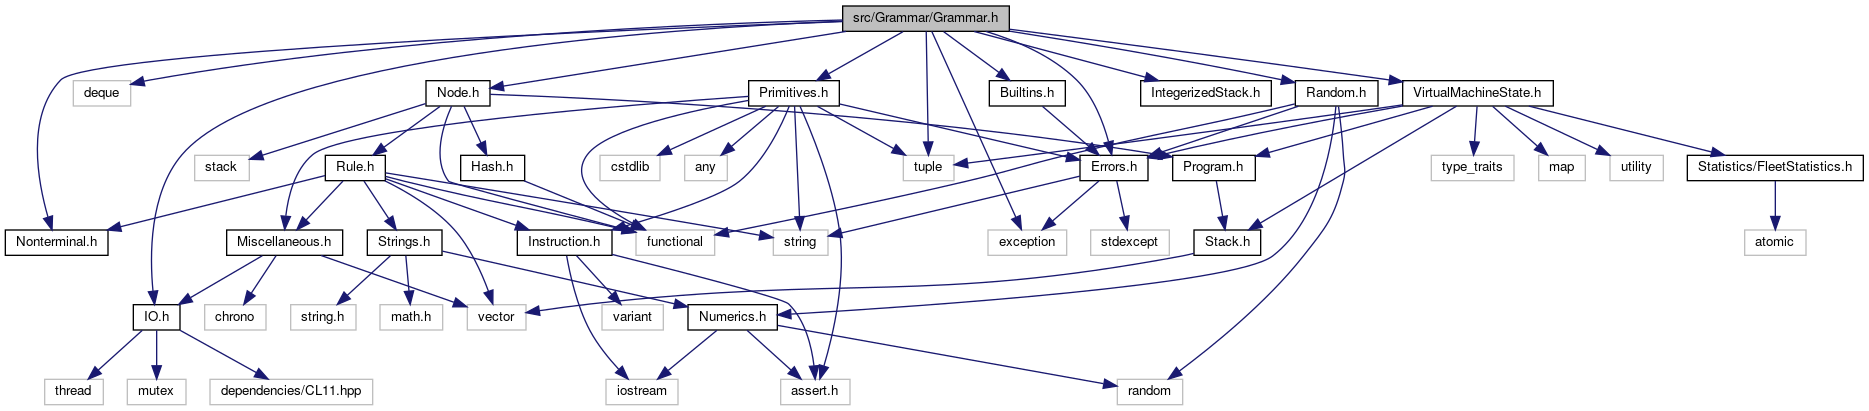 src/Grammar/Grammar.h
deque
Node.h
Primitives.h
Builtins.h
IntegerizedStack.h
Random.h
VirtualMachineState.h
stack
Rule.h
Hash.h
cstdlib
any
tuple
Errors.h
Program.h
type_traits
map
utility
Statistics/FleetStatistics.h
Nonterminal.h
Miscellaneous.h
Strings.h
Instruction.h
functional
string
exception
stdexcept
Stack.h
atomic
IO.h
chrono
string.h
math.h
vector
variant
Numerics.h
thread
mutex
dependencies/CL11.hpp
iostream
assert.h
random